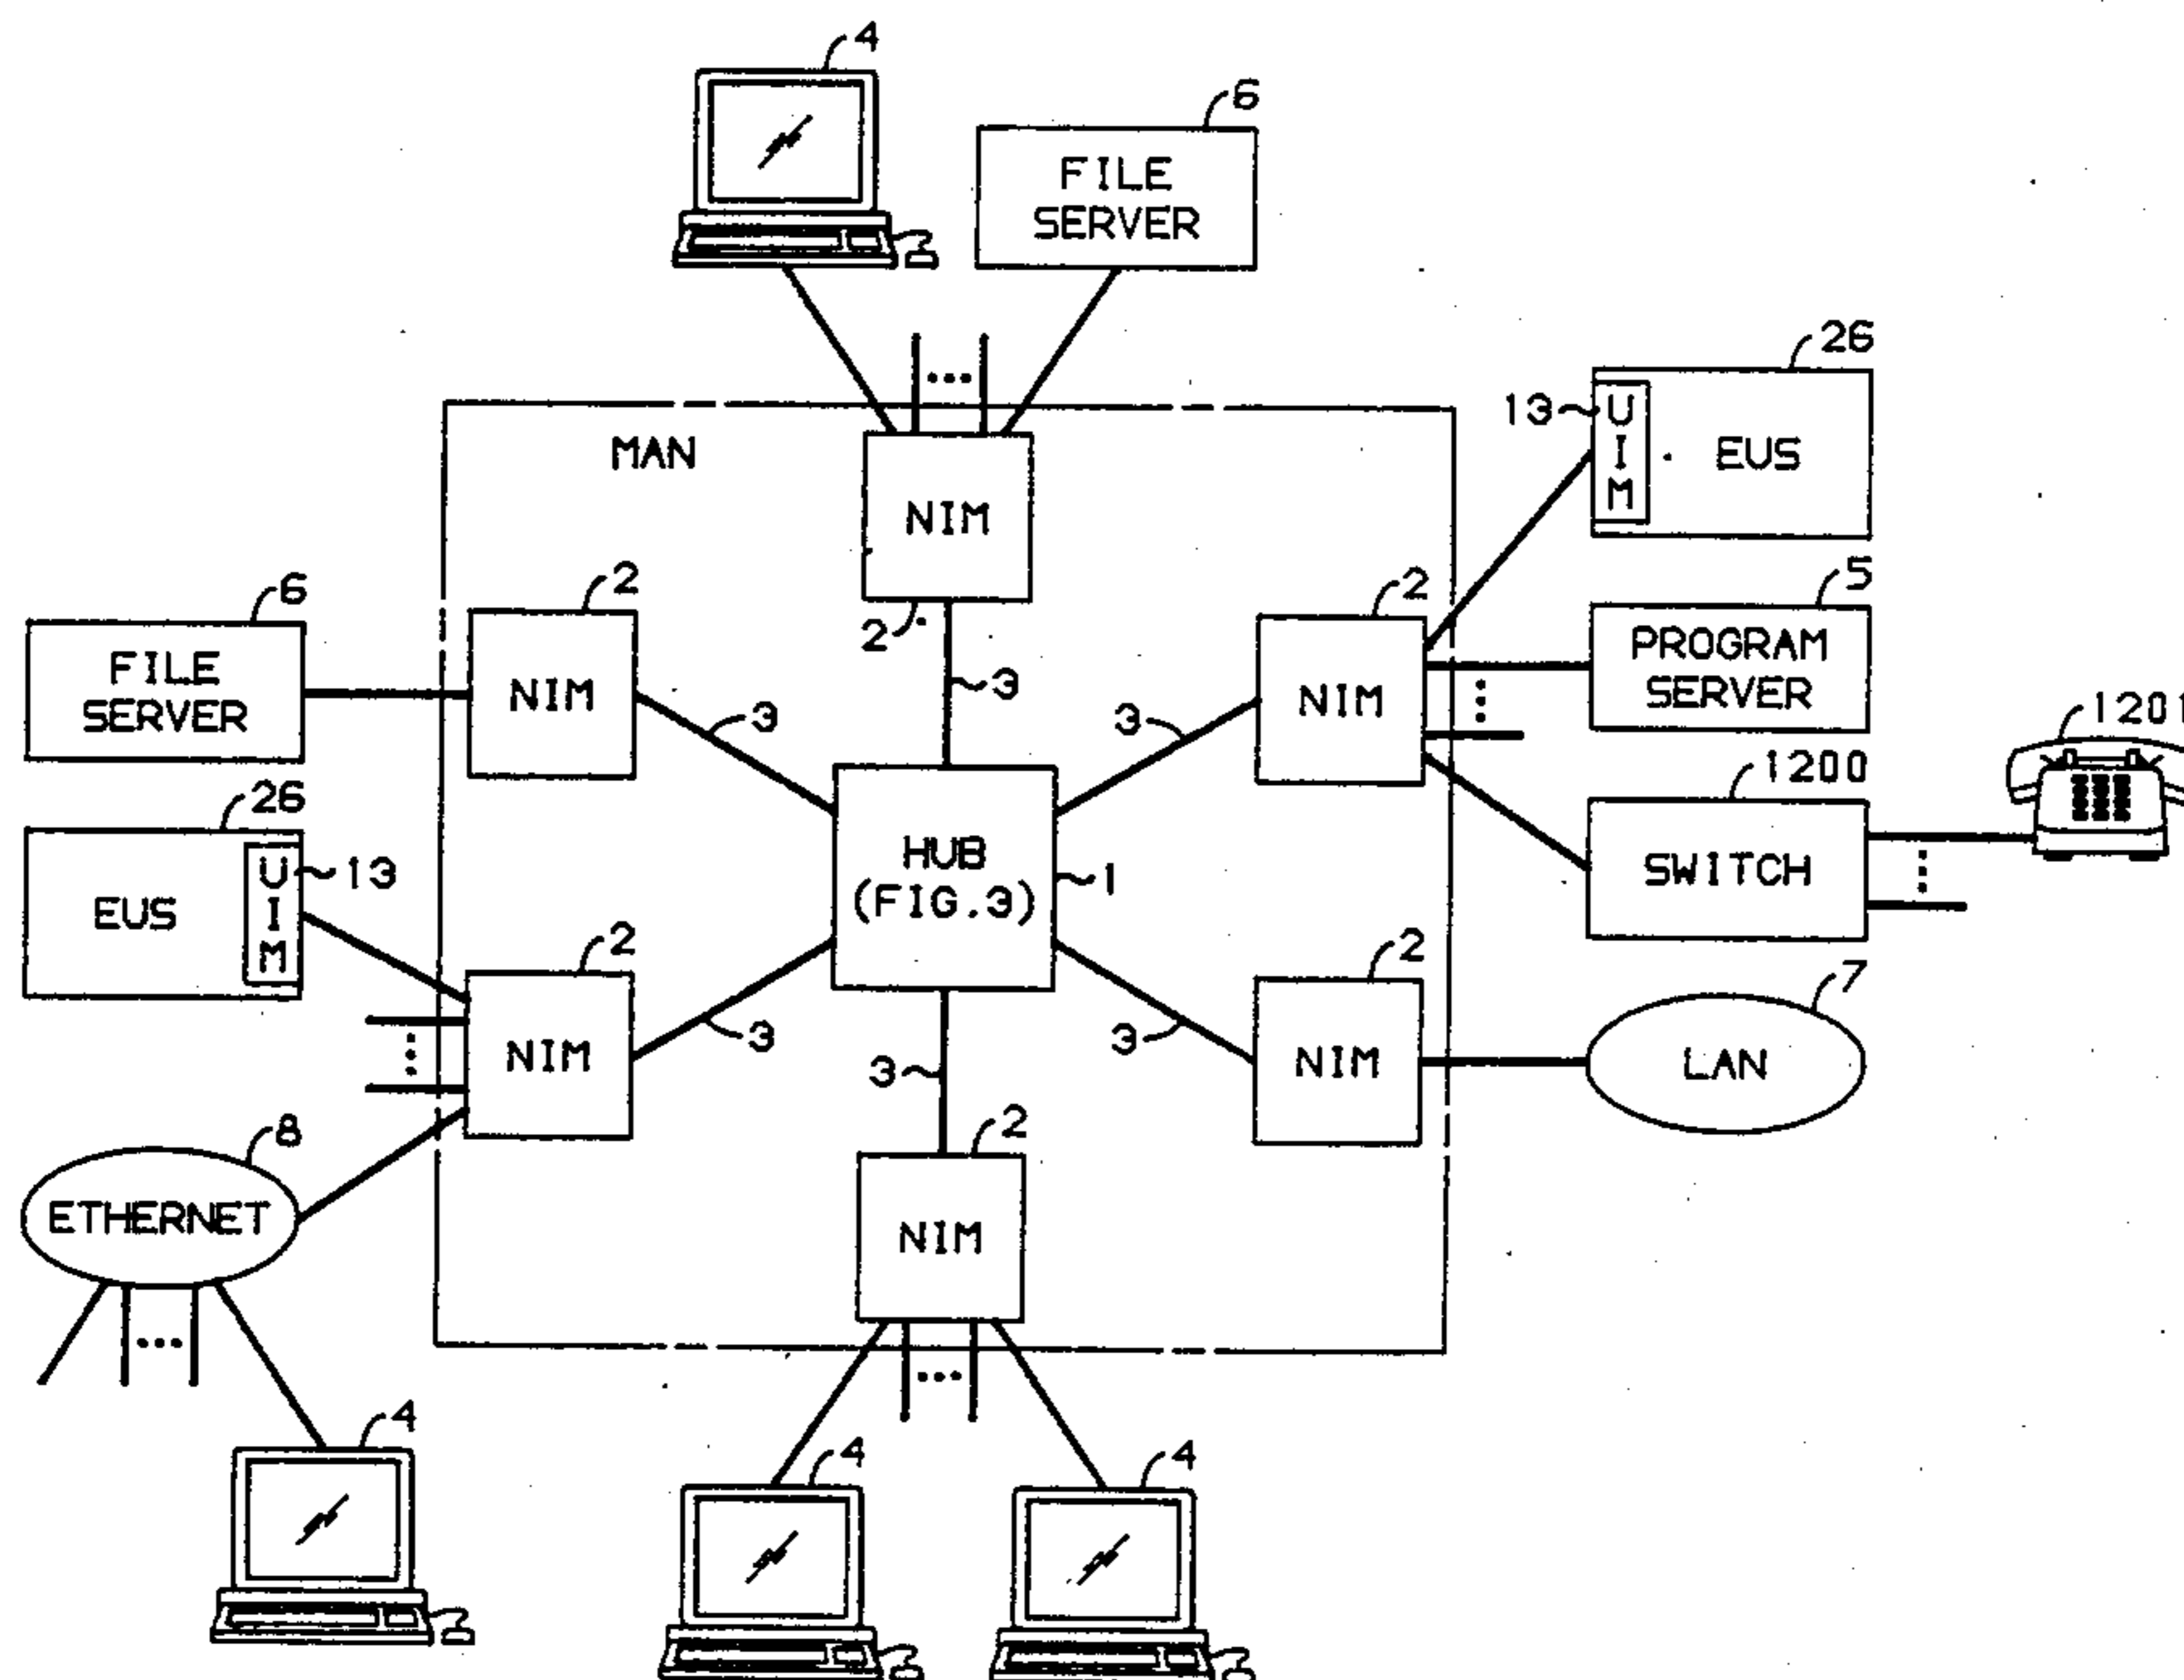 4
6
FILE
SERVER
26
13
U
I
M
EUS
MAN
NIM
2
6
FILE
SERVER
2
NIM
3
3
2
NIM
3
5
PROGRAM
SERVER
1201
1200
SWITCH
26
EUS
U
I
M
13
HUB
(FIG.3)
1
2
NIM
3
3
2
NIM
3
7
LAN
8
ETHERNET
2
NIM
4
4
4